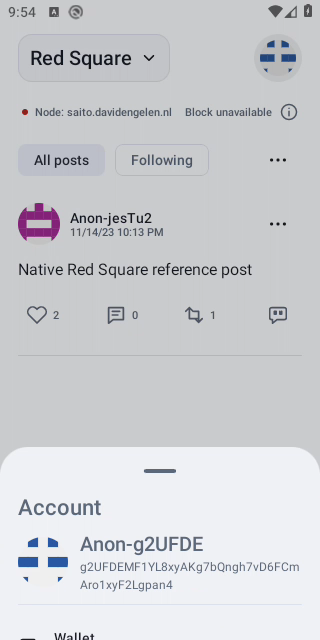 9:54
Red Square
Node: saito.davidengelen.nl Block unavailable
All posts Following
Anon-jesTu2
11/14/23 10:13 PM
Native Red Square reference post
2 0 1
Account
Anon-g2UFDE
g2UFDEMF1YL8xyAKg7bQngh7vD6FCm
Aro1xyF2Lgpan4
Wallet